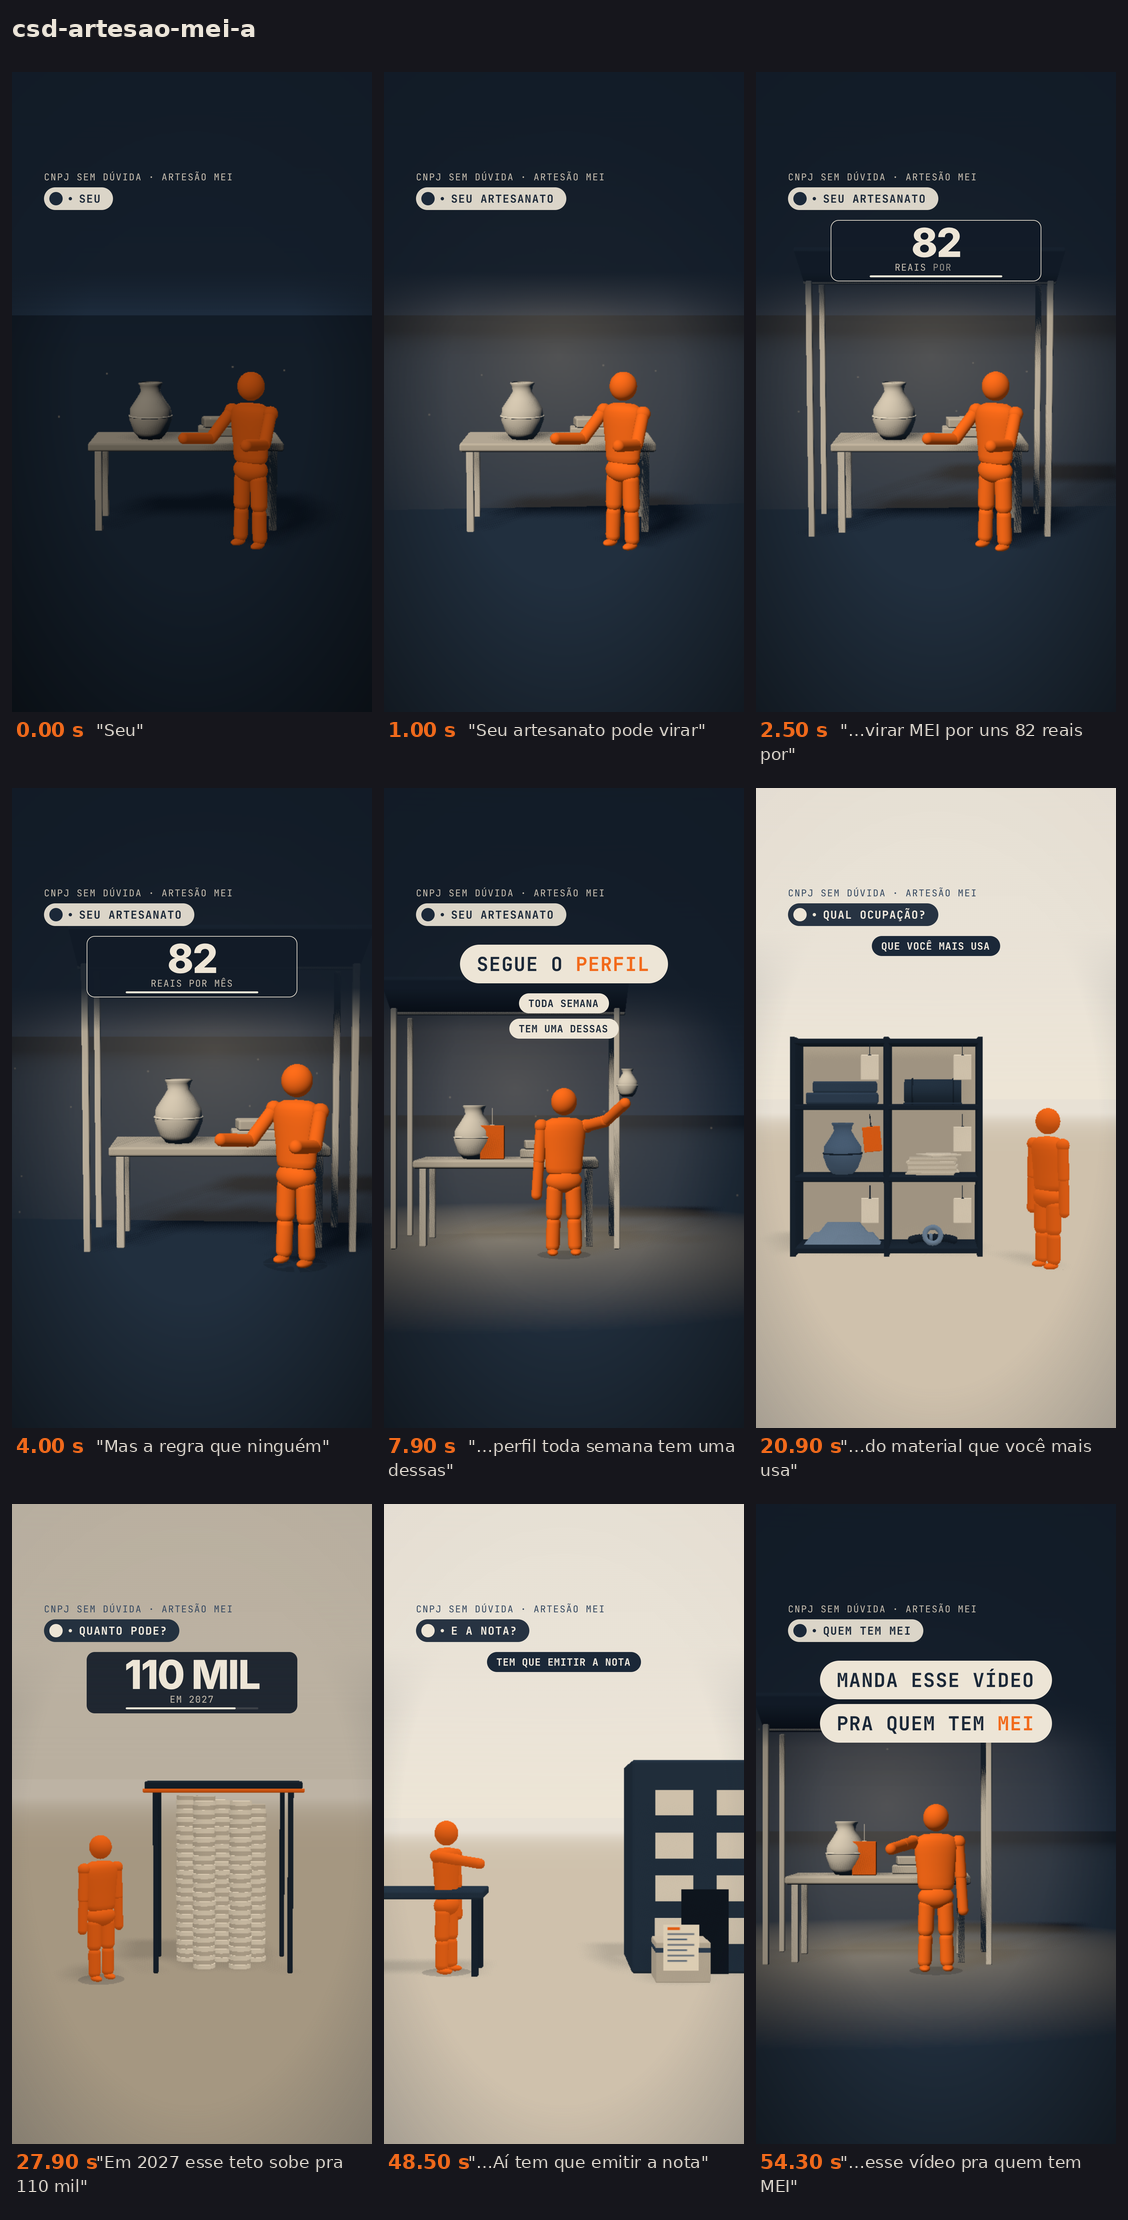 csd-artesao-mei-a
CNPJ SEM DÚVIDA · ARTESÃO MEI
• SEU
0.00 s "Seu"
CNPJ SEM DÚVIDA · ARTESÃO MEI
• SEU ARTESANATO
1.00 s "Seu artesanato pode virar"
CNPJ SEM DÚVIDA · ARTESÃO MEI
• SEU ARTESANATO
82
REAIS POR
2.50 s "...virar MEI por uns 82 reais
por"
CNPJ SEM DÚVIDA · ARTESÃO MEI
• SEU ARTESANATO
82
REAIS POR MÊS
4.00 s "Mas a regra que ninguém"
CNPJ SEM DÚVIDA · ARTESÃO MEI
• SEU ARTESANATO
SEGUE O PERFIL
TODA SEMANA
TEM UMA DESSAS
7.90 s "...perfil toda semana tem uma
dessas"
CNPJ SEM DÚVIDA · ARTESÃO MEI
• QUAL OCUPAÇÃO?
QUE VOCÊ MAIS USA
20.90 s "...do material que você mais
usa"
CNPJ SEM DÚVIDA · ARTESÃO MEI
• QUANTO PODE?
110 MIL
EM 2027
27.90 s "Em 2027 esse teto sobe pra
110 mil"
CNPJ SEM DÚVIDA · ARTESÃO MEI
• E A NOTA?
TEM QUE EMITIR A NOTA
48.50 s "...Aí tem que emitir a nota"
CNPJ SEM DÚVIDA · ARTESÃO MEI
• QUEM TEM MEI
MANDA ESSE VÍDEO
PRA QUEM TEM MEI
54.30 s "...esse vídeo pra quem tem
MEI"